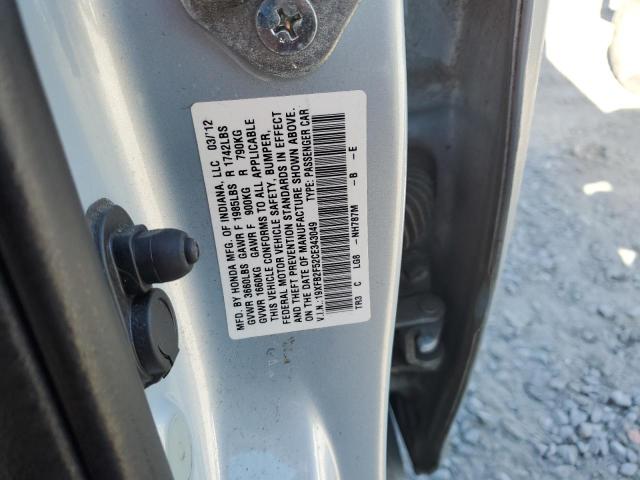 MFD. BY HONDA MFG. OF INDIANA, LLC 03/12
GVWR 3660LBS GAWR F 1985LBS R 1742LBS
GVWR 1660KG GAWR F 900KG R 790KG
THIS VEHICLE CONFORMS TO ALL APPLICABLE
FEDERAL MOTOR VEHICLE SAFETY, BUMPER,
AND THEFT PREVENTION STANDARDS IN EFFECT
ON THE DATE OF MANUFACTURE SHOWN ABOVE.
V.I.N.:19XFB2F52CE343049 TYPE: PASSENGER CAR
TR3 C LG8 -NH787M -B -E